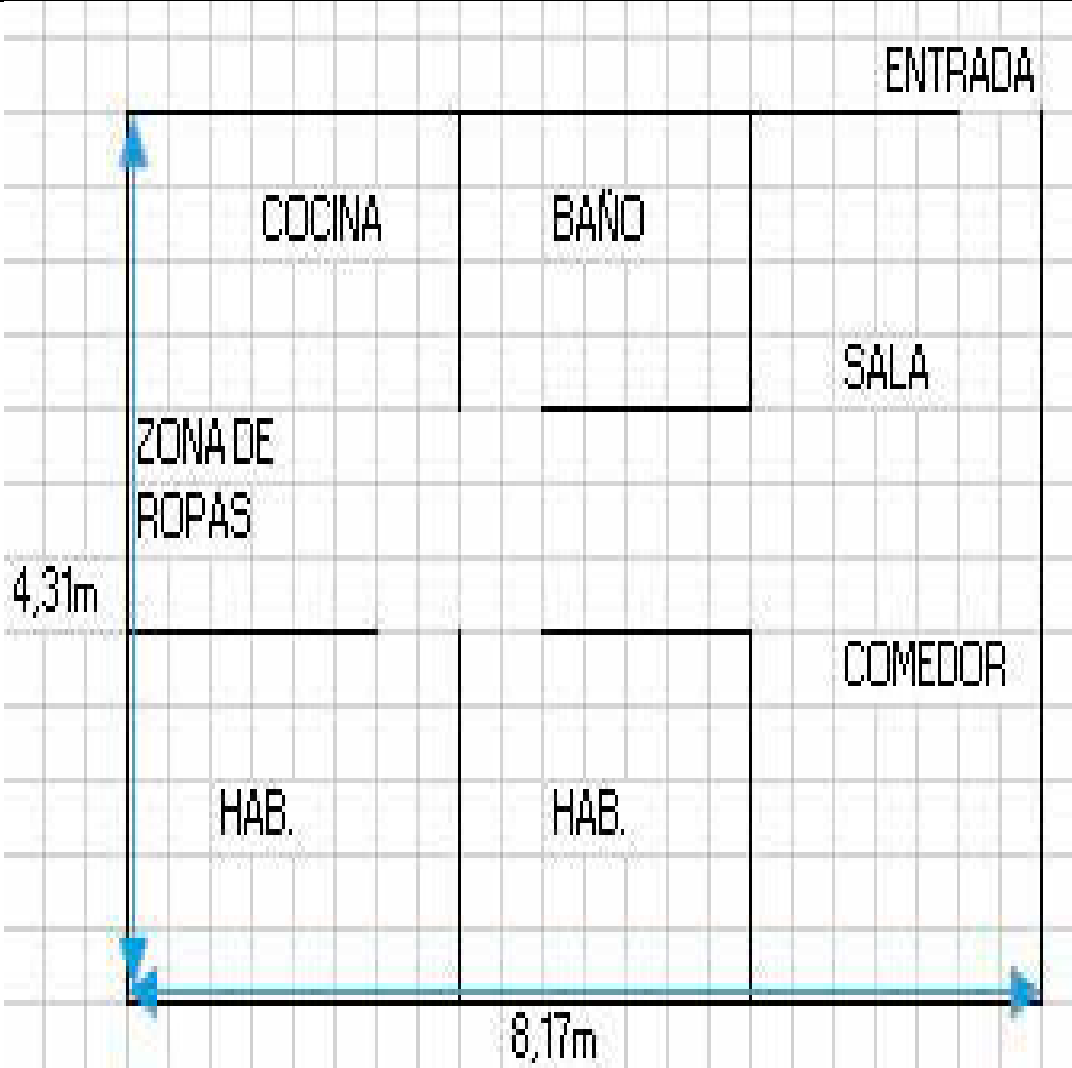 ENTRADA
COCINA
BAÑO
SALA
ZONA DE
ROPAS
4,31m
COMEDOR
HAB.
HAB.
8,17m